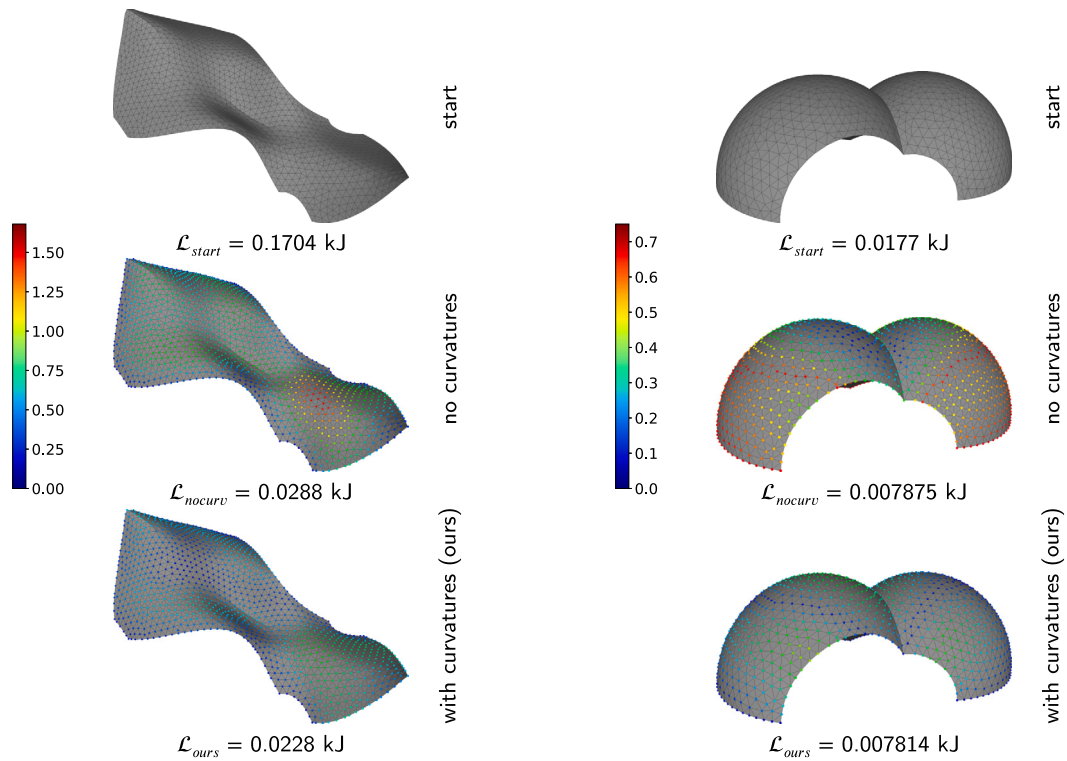 start
start
ℒstart = 0.1704 kJ
ℒstart = 0.0177 kJ
1.50
1.25
1.00
0.75
0.50
0.25
0.00
no curvatures
0.7
0.6
0.5
0.4
0.3
0.2
0.1
0.0
no curvatures
ℒnocurv = 0.0288 kJ
ℒnocurv = 0.007875 kJ
with curvatures (ours)
with curvatures (ours)
ℒours = 0.0228 kJ
ℒours = 0.007814 kJ